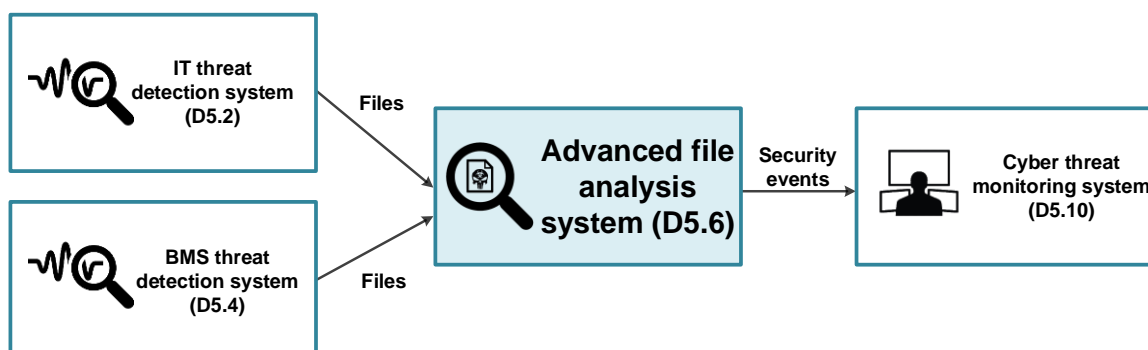 IT threat
detection system
(D5.2)
Files
BMS threat
detection system
(D5.4)
Files
Advanced file
analysis
system (D5.6)
Security
events
Cyber threat
monitoring system
(D5.10)